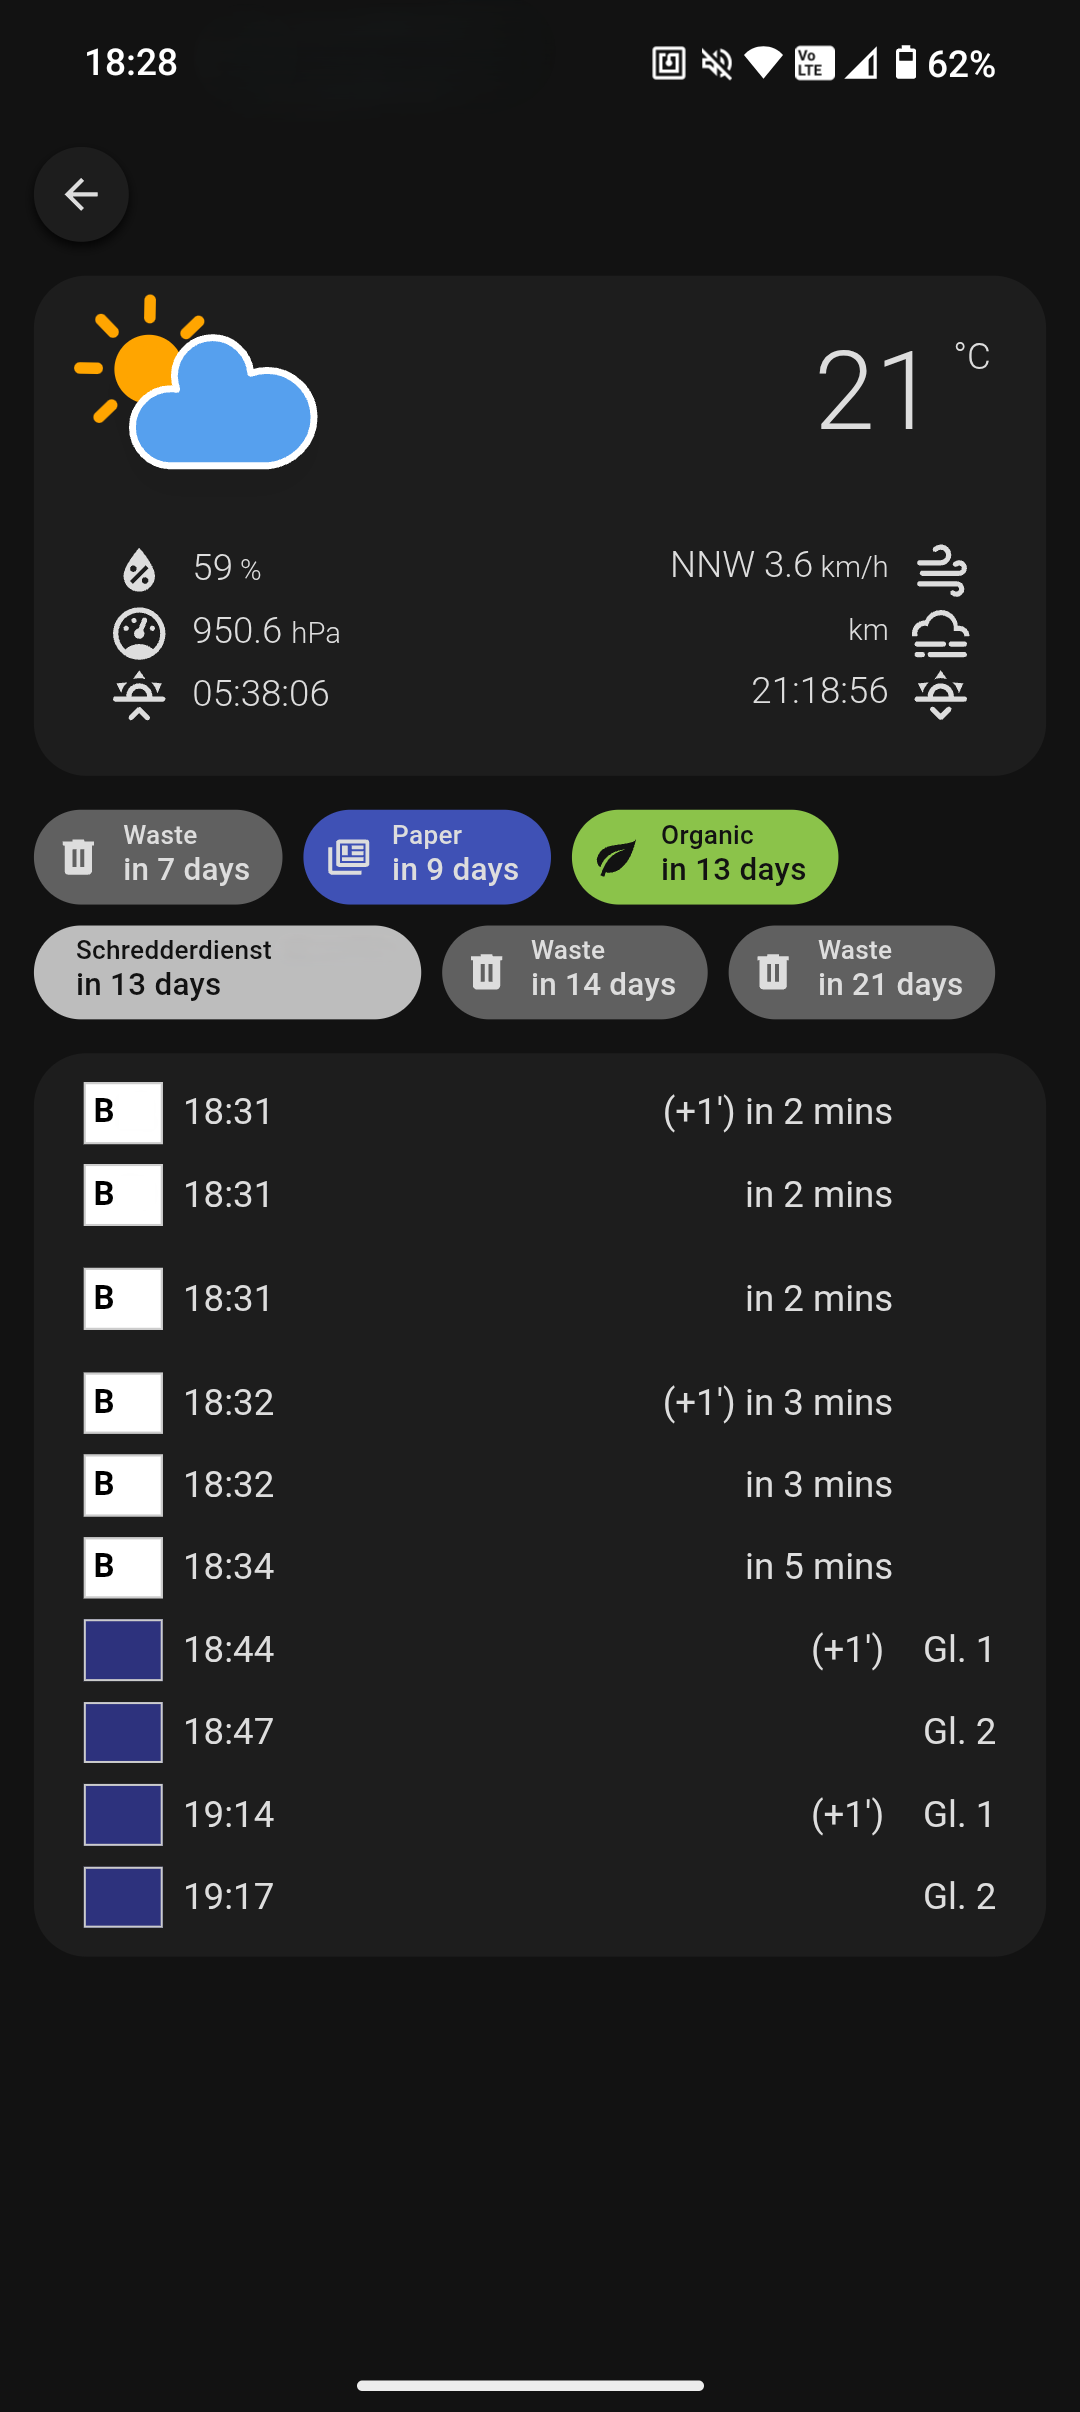 18:28
Vo LTE
62%
21 °C
59 %
NNW 3.6 km/h
950.6 hPa
km
05:38:06
21:18:56
Waste
in 7 days
Paper
in 9 days
Organic
in 13 days
Schredderdienst
in 13 days
Waste
in 14 days
Waste
in 21 days
B 18:31 (+1') in 2 mins
B 18:31 in 2 mins
B 18:31 in 2 mins
B 18:32 (+1') in 3 mins
B 18:32 in 3 mins
B 18:34 in 5 mins
18:44 (+1') Gl. 1
18:47 Gl. 2
19:14 (+1') Gl. 1
19:17 Gl. 2